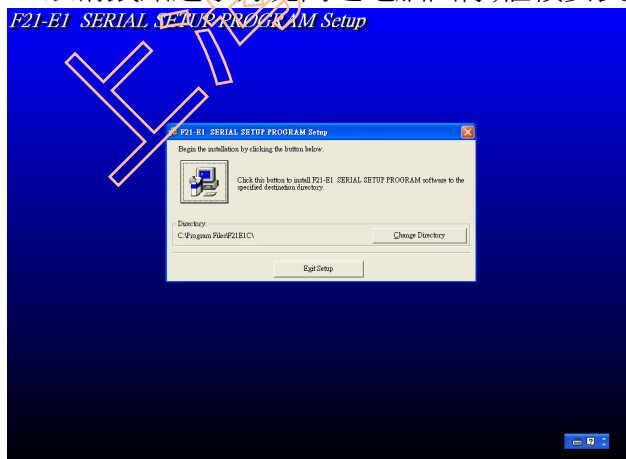 F21-E1 SERIAL SETUP PROGRAM Setup
F21-E1 SERIAL SETUP PROGRAM Setup
Begin the installation by clicking the button below.
Click this button to install F21-E1 SERIAL SETUP PROGRAM software to the
specified destination directory.
Directory:
C:\Program Files\F21E1C\
Change Directory
Exit Setup